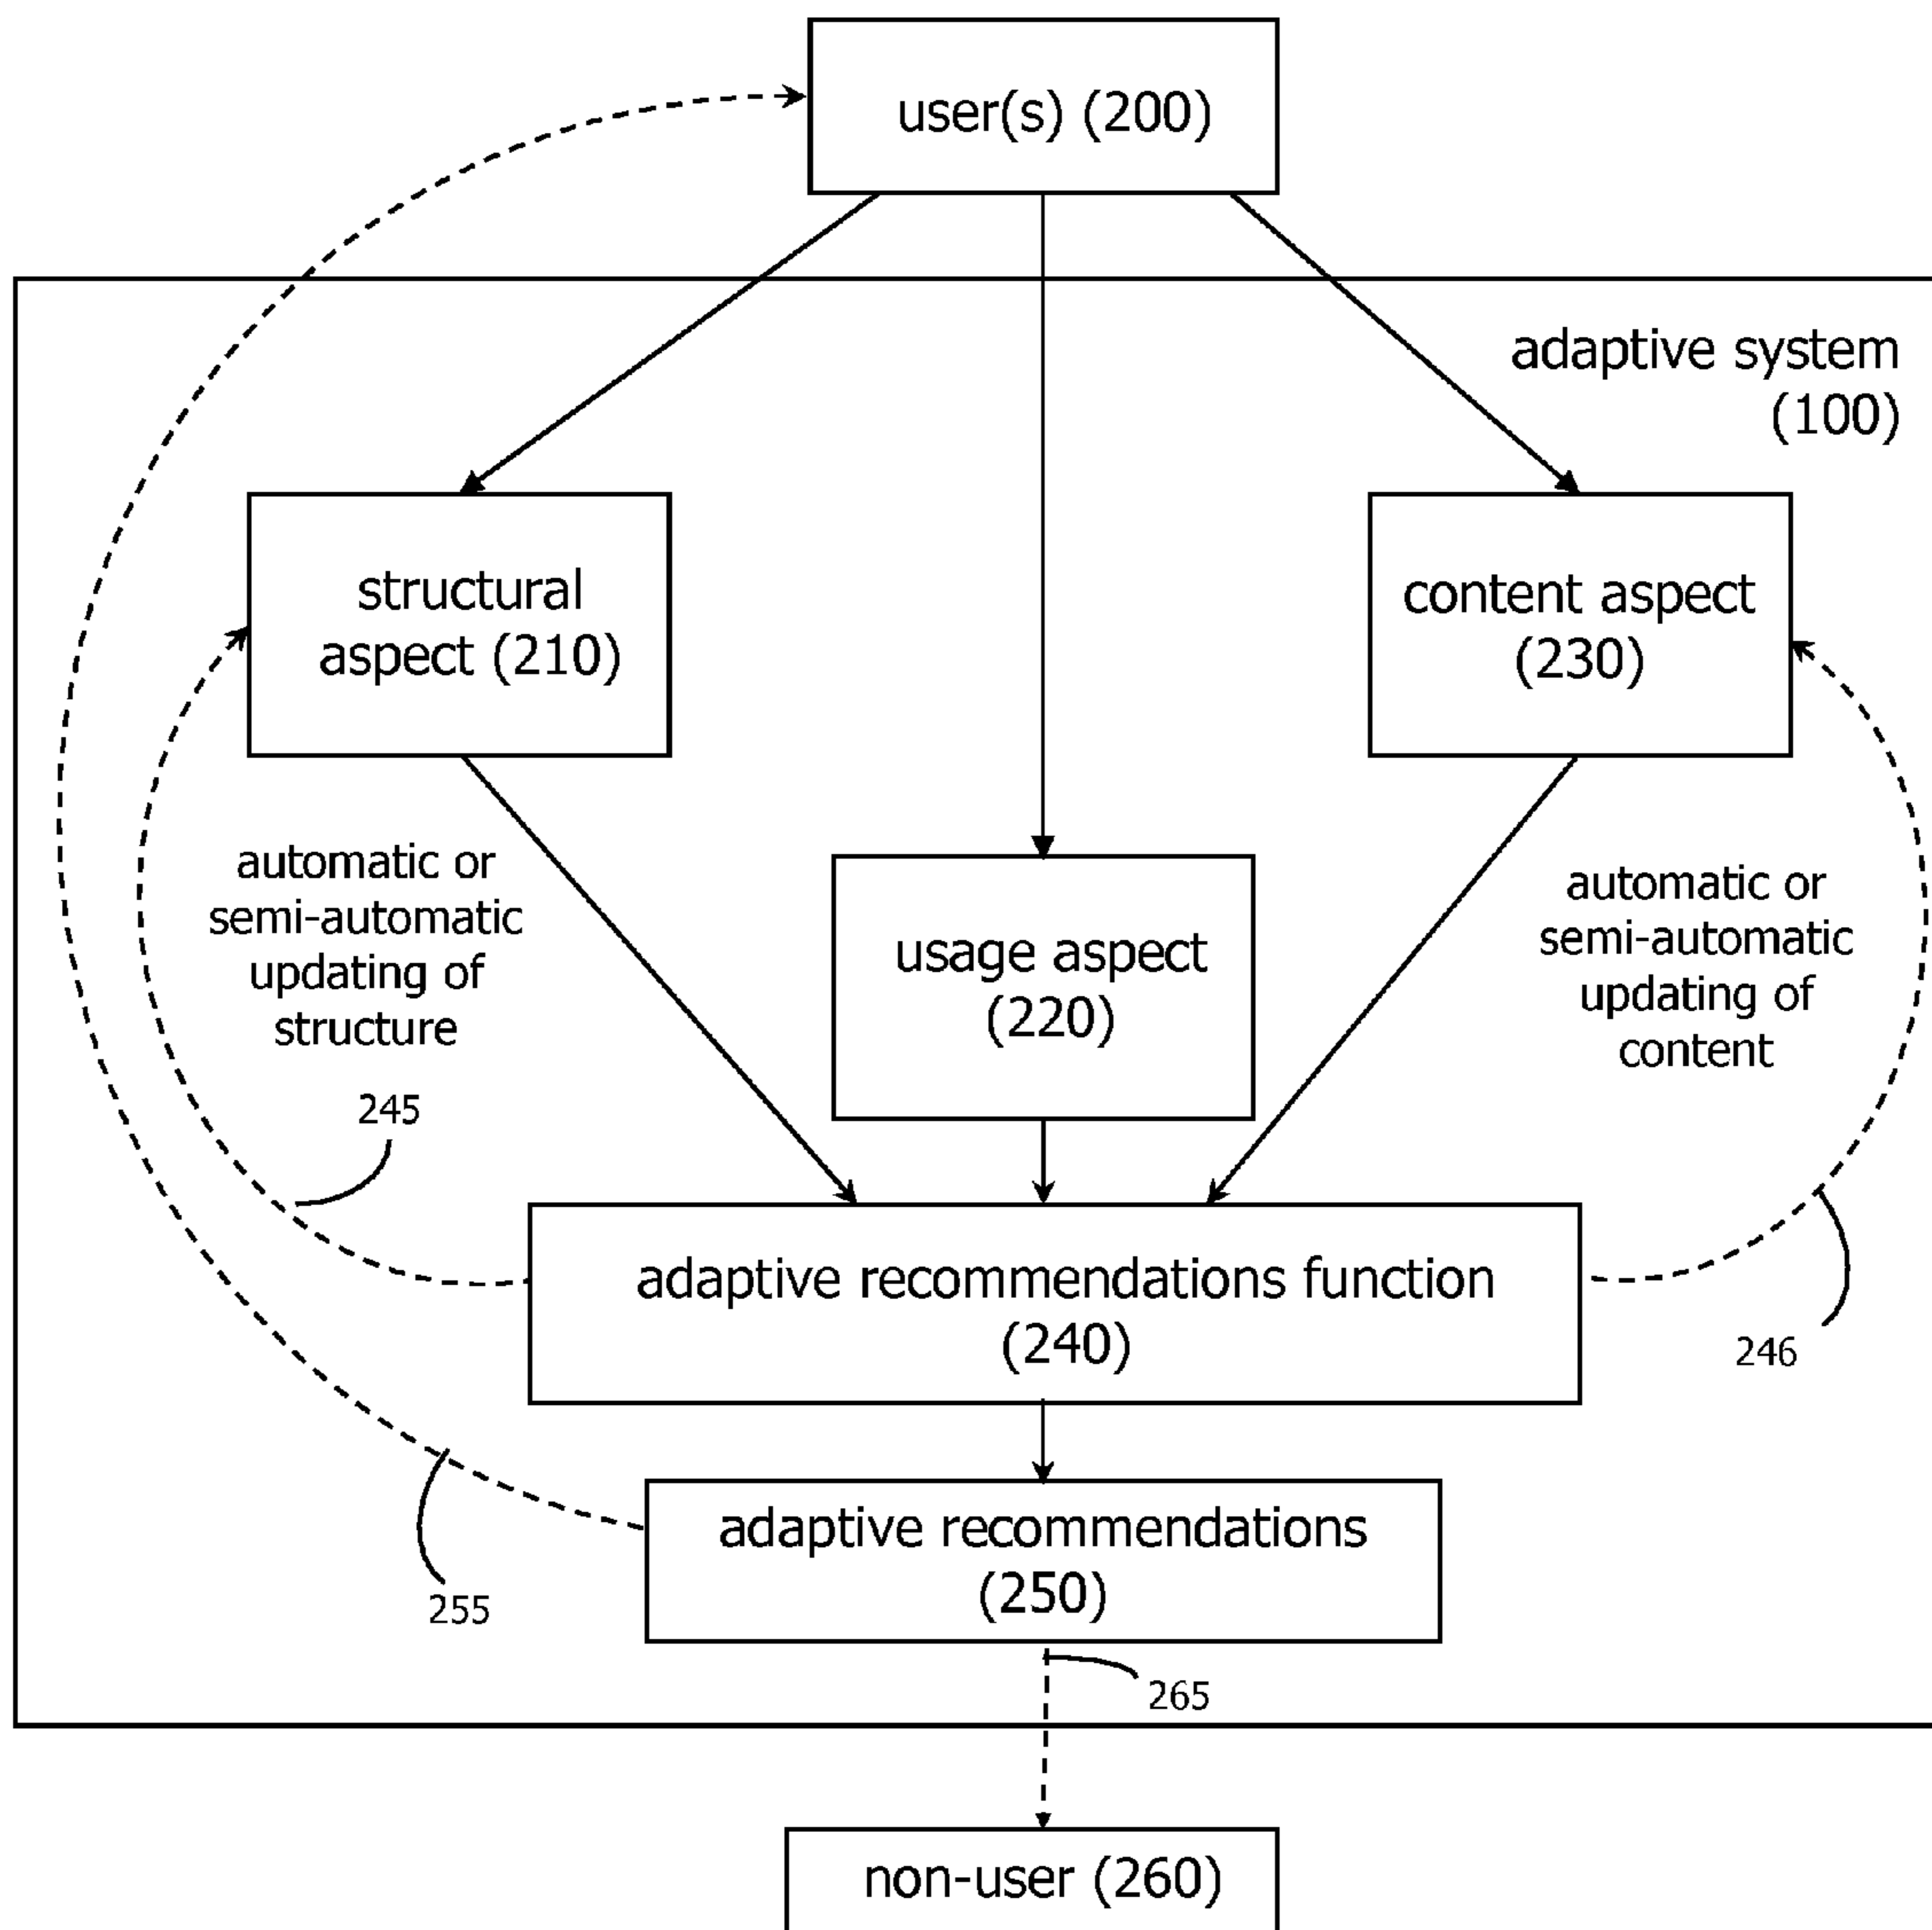 user(s) (200)
adaptive system
(100)
structural
aspect (210)
content aspect
(230)
automatic or
semi-automatic
updating of
structure
usage aspect
(220)
automatic or
semi-automatic
updating of
content
245
adaptive recommendations function
(240)
246
adaptive recommendations
(250)
255
265
non-user (260)